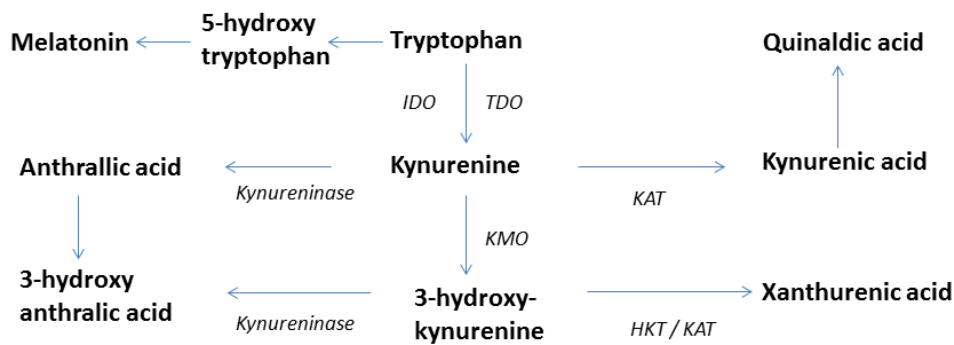 Melatonin
5-hydroxy
tryptophan
Tryptophan
Quinaldic acid
IDO
TDO
Anthrallic acid
Kynurenine
Kynurenic acid
Kynureninase
KAT
KMO
3-hydroxy
anthralic acid
3-hydroxy-
kynurenine
Xanthurenic acid
Kynureninase
HKT / KAT